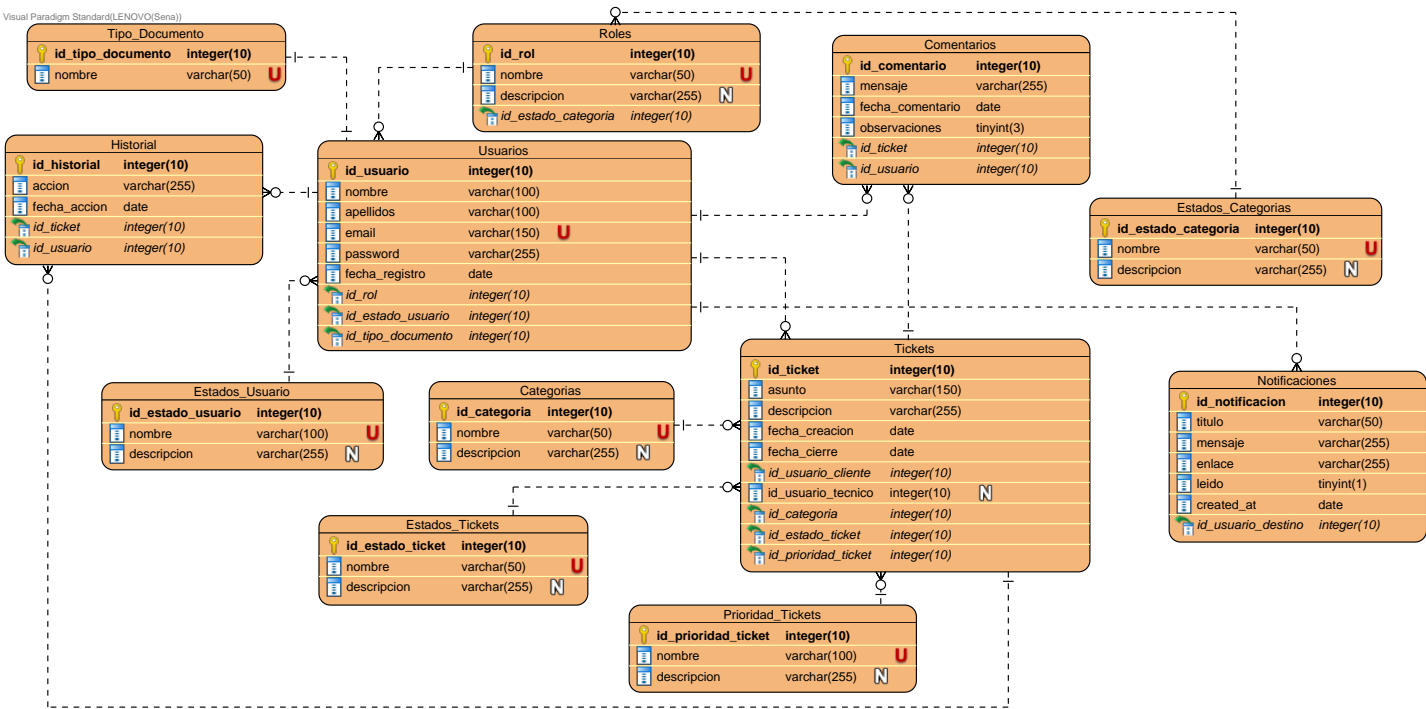 Visual Paradigm Standard(LENOVO(Sena))
Tipo_Documento
id_tipo_documento integer(10)
nombre varchar(50) U
Roles
id_rol integer(10)
nombre varchar(50) U
descripcion varchar(255) N
id_estado_categoria integer(10)
Comentarios
id_comentario integer(10)
mensaje varchar(255)
fecha_comentario date
observaciones tinyint(3)
id_ticket integer(10)
id_usuario integer(10)
Historial
id_historial integer(10)
accion varchar(255)
fecha_accion date
id_ticket integer(10)
id_usuario integer(10)
Usuarios
id_usuario integer(10)
nombre varchar(100)
apellidos varchar(100)
email varchar(150) U
password varchar(255)
fecha_registro date
id_rol integer(10)
id_estado_usuario integer(10)
id_tipo_documento integer(10)
Estados_Categorias
id_estado_categoria integer(10)
nombre varchar(50) U
descripcion varchar(255) N
Estados_Usuario
id_estado_usuario integer(10)
nombre varchar(100) U
descripcion varchar(255) N
Categorias
id_categoria integer(10)
nombre varchar(50) U
descripcion varchar(255) N
Tickets
id_ticket integer(10)
asunto varchar(150)
descripcion varchar(255)
fecha_creacion date
fecha_cierre date
id_usuario_cliente integer(10)
id_usuario_tecnico integer(10) N
id_categoria integer(10)
id_estado_ticket integer(10)
id_prioridad_ticket integer(10)
Notificaciones
id_notificacion integer(10)
titulo varchar(50)
mensaje varchar(255)
enlace varchar(255)
leido tinyint(1)
created_at date
id_usuario_destino integer(10)
Estados_Tickets
id_estado_ticket integer(10)
nombre varchar(50) U
descripcion varchar(255) N
Prioridad_Tickets
id_prioridad_ticket integer(10)
nombre varchar(100) U
descripcion varchar(255) N